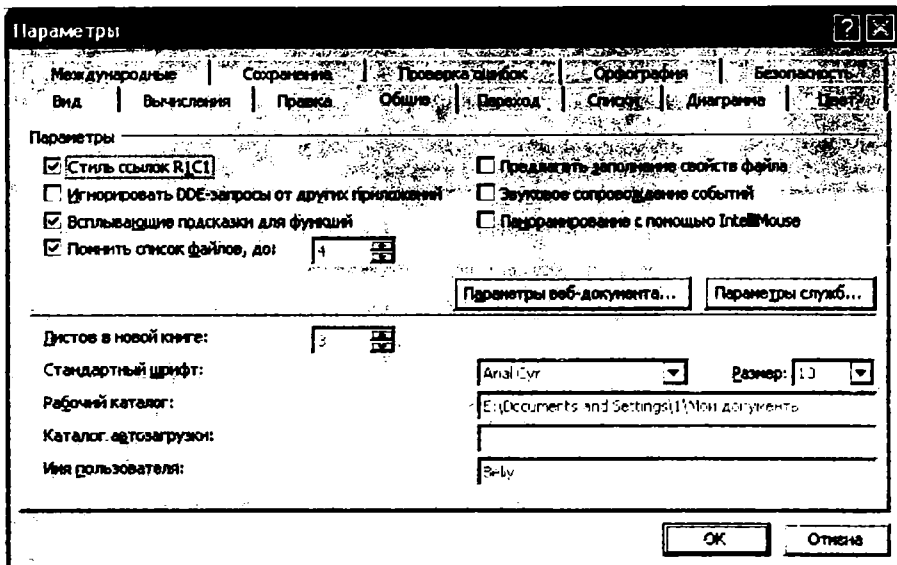 Параметры
Международные Сохранение Проверка ошибок Орфография Безопасность
Вид Вычисления Правка Общие Переход Списки Диаграмма Цвет
Параметры
Стиль ссылок R1C1
Предлагать заполнение свойств файла
Игнорировать DDE-запросы от других приложений
Звуковое сопровождение событий
Всплывающие подсказки для функций
Панорамирование с помощью IntelliMouse
Помнить список файлов, до: 4
Параметры веб-документа... Параметры служб...
Листов в новой книге: 3
Стандартный шрифт: Arial Cyr Размер: 10
Рабочий каталог: E:\Documents and Settings\1\Мои документы
Каталог автозагрузки:
Имя пользователя:
OK Отмена